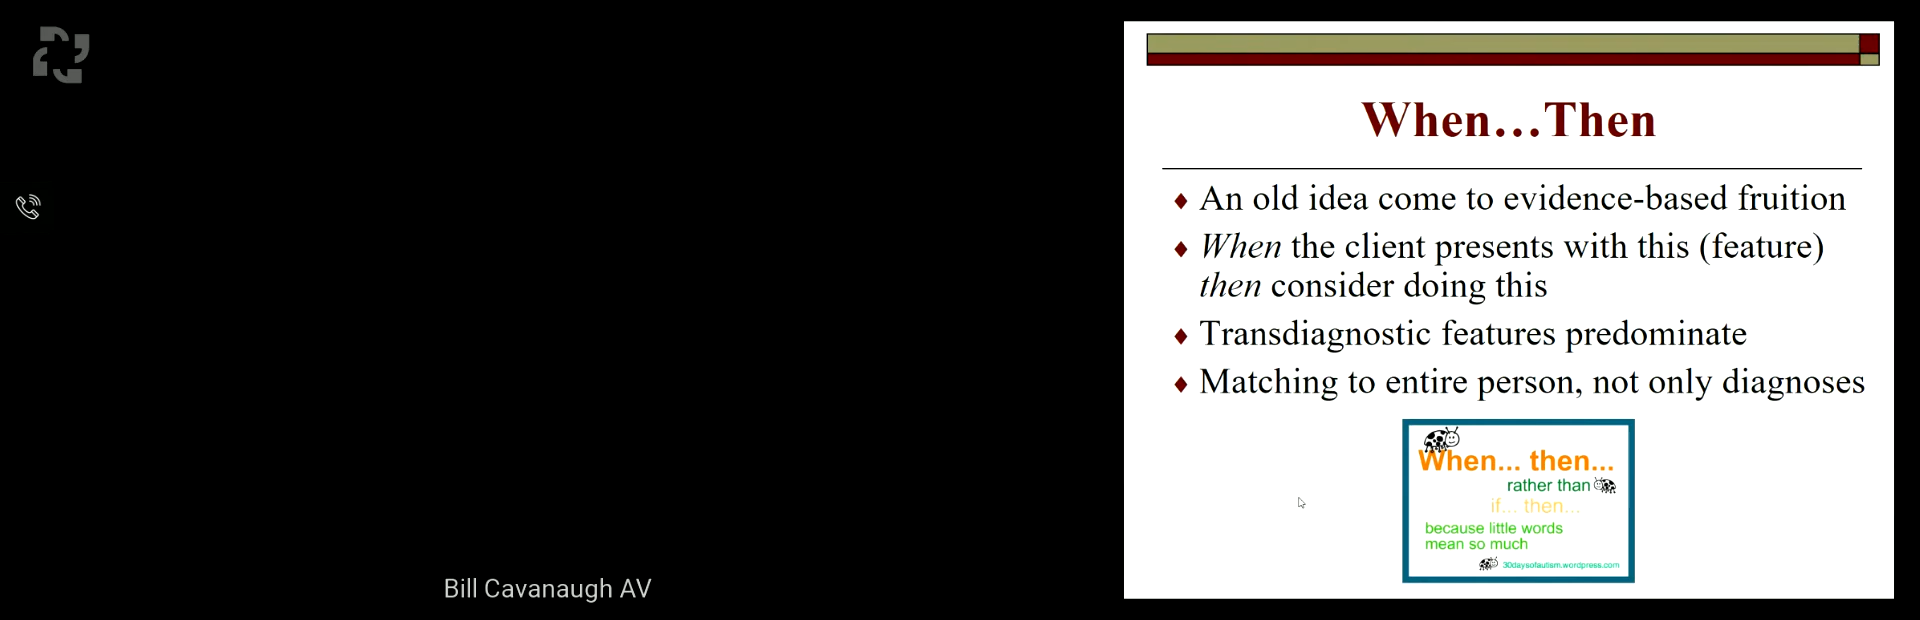 When…Then
♦ An old idea come to evidence-based fruition
♦ When the client presents with this (feature)
then consider doing this
♦ Transdiagnostic features predominate
♦ Matching to entire person, not only diagnoses
When... then...
rather than
if... then...
because little words
mean so much
30daysofautism.wordpress.com
Bill Cavanaugh AV